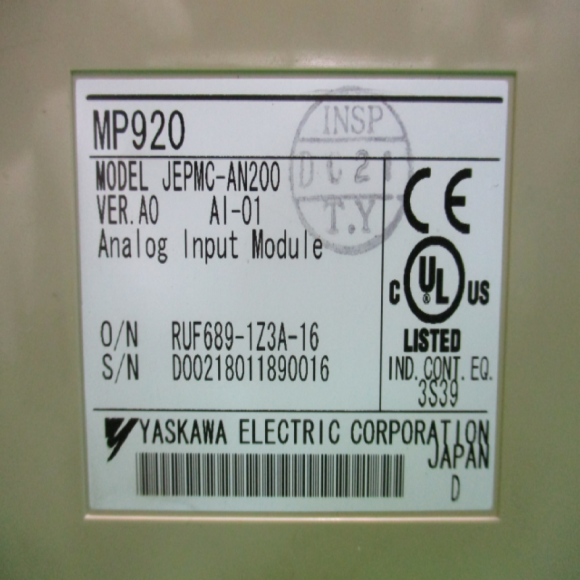 MP920
INSP
DC21
T.Y
MODEL JEPMC-AN200
VER.A0 AI-01
Analog Input Module
O/N RUF689-1Z3A-16
S/N D00218011890016
CE
C UL US
®
LISTED
IND. CONT. EQ.
3S39
YASKAWA ELECTRIC CORPORATION
JAPAN
D